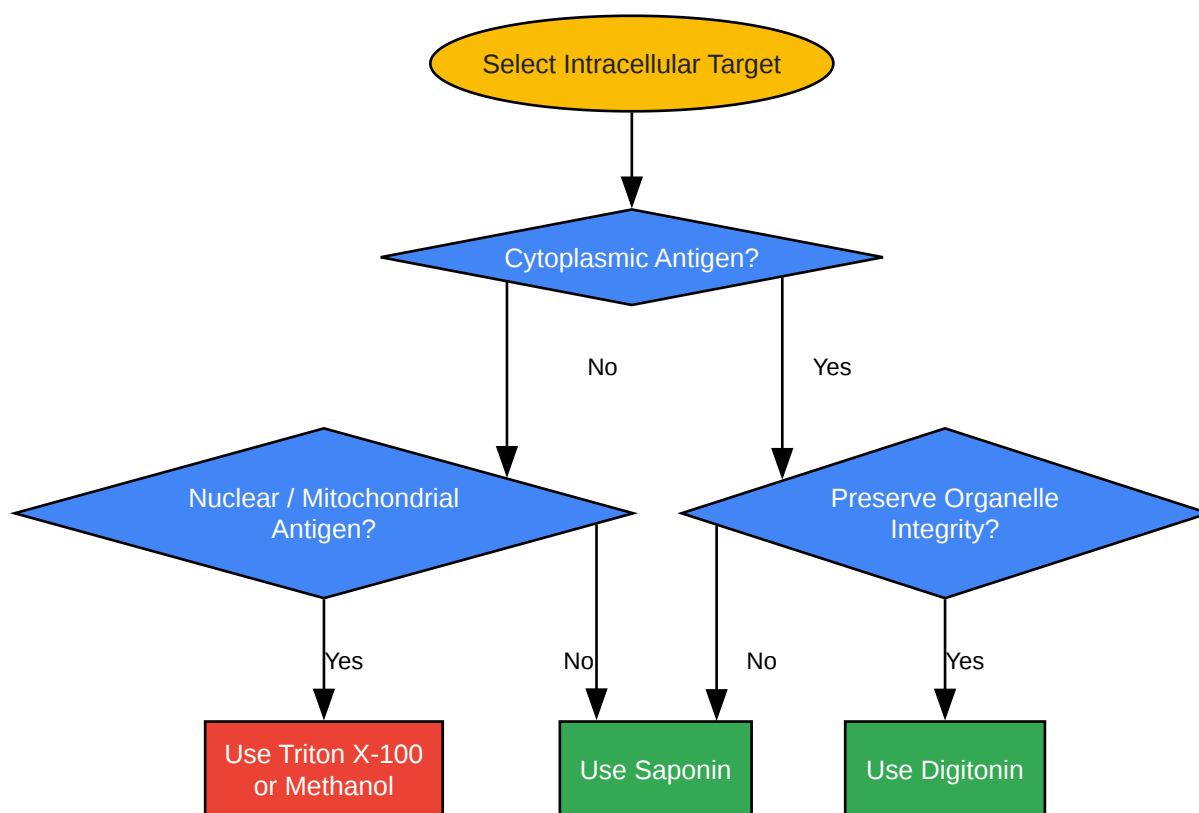 Select Intracellular Target
Cytoplasmic Antigen?
No
Yes
Nuclear / Mitochondrial
Antigen?
Preserve Organelle
Integrity?
Yes
No
No
Yes
Use Triton X-100
or Methanol
Use Saponin
Use Digitonin